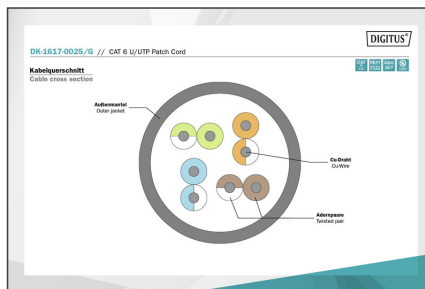 DIGITUS®
DK-1617-0025/G // CAT 6 U/UTP Patch Cord
Kabelquerschnitt
Cable cross section
Außenmantel
Outer jacket
Cu-Draht
Cu-Wire
Adernpaare
Twisted pair